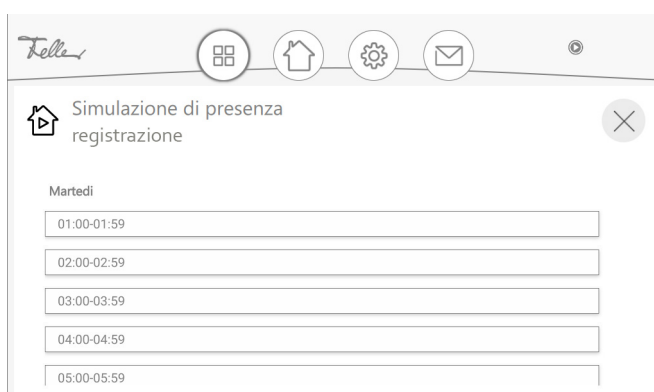 Feller
Simulazione di presenza
registrazione
Martedi
01:00-01:59
02:00-02:59
03:00-03:59
04:00-04:59
05:00-05:59